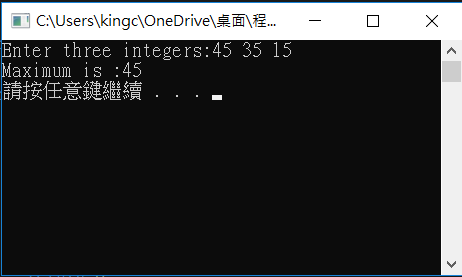 C:\Users\kingc\OneDrive\桌面\程...
Enter three integers:45 35 15
Maximum is :45
請按任意鍵繼續 . . .